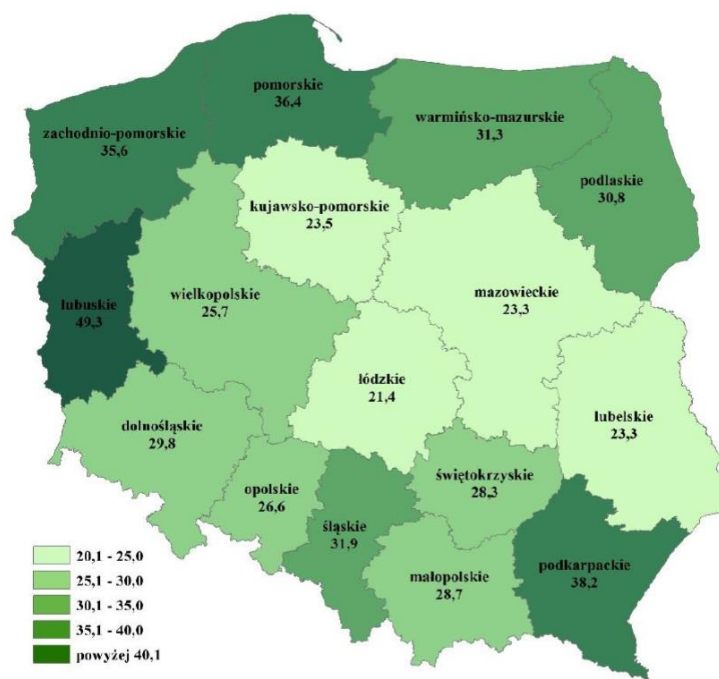 pomorskie
36,4
zachodnio-pomorskie
35,6
warmińsko-mazurskie
31,3
podlaskie
30,8
kujawsko-pomorskie
23,5
lubuskie
49,3
wielkopolskie
25,7
mazowieckie
23,3
łódzkie
21,4
lubelskie
23,3
dolnośląskie
29,8
opolskie
26,6
śląskie
31,9
świętokrzyskie
28,3
małopolskie
28,7
podkarpackie
38,2
20,1 - 25,0
25,1 - 30,0
30,1 - 35,0
35,1 - 40,0
powyżej 40,1